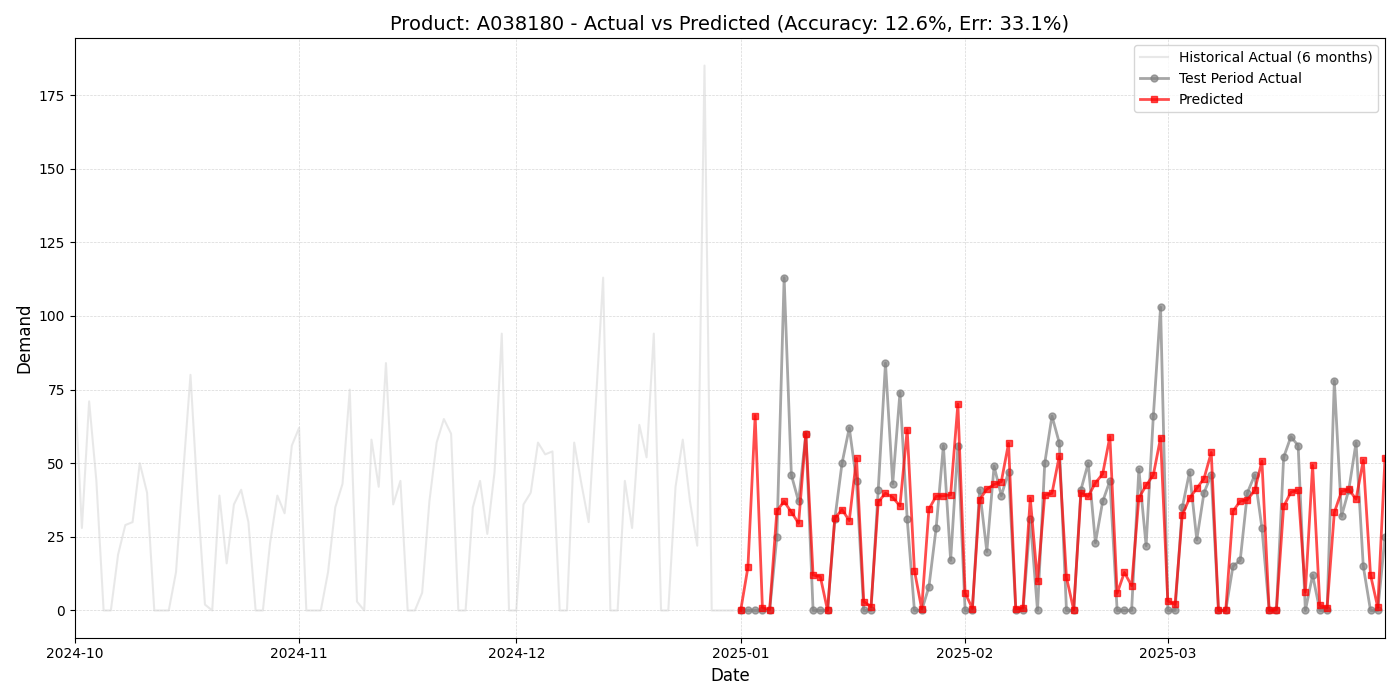 Product: A038180 - Actual vs Predicted (Accuracy: 12.6%, Err: 33.1%)
Historical Actual (6 months)
Test Period Actual
Predicted
175
150
125
100
75
50
25
0
Demand
2024-10
2024-11
2024-12
2025-01
2025-02
2025-03
Date